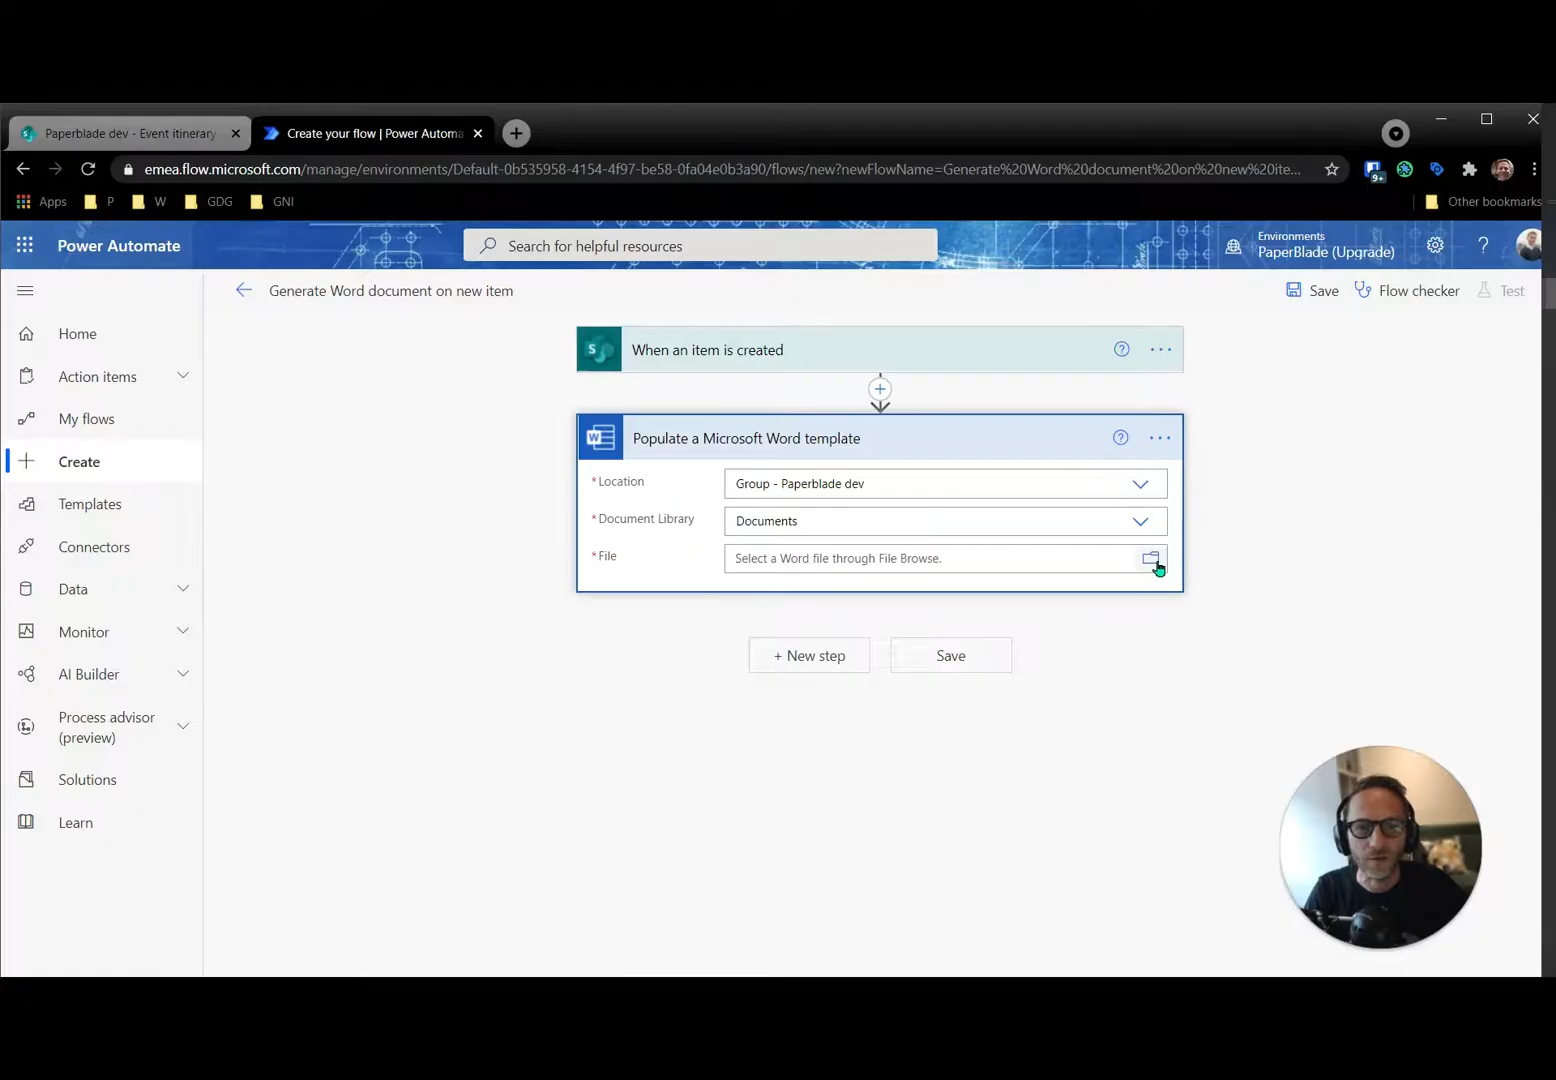 Paperblade dev - Event itinerary
Create your flow | Power Automa
emea.flow.microsoft.com/manage/environments/Default-0b535958-4154-4f97-be58-0fa04e0b3a90/flows/new?newFlowName=Generate%20Word%20document%20on%20new%20ite...
9+
Apps
P
W
GDG
GNI
Other bookmarks
Power Automate
Search for helpful resources
Environments
PaperBlade (Upgrade)
Generate Word document on new item
Save
Flow checker
Test
Home
Action items
My flows
Create
Templates
Connectors
Data
Monitor
AI Builder
Process advisor
(preview)
Solutions
Learn
When an item is created
Populate a Microsoft Word template
* Location
Group - Paperblade dev
* Document Library
Documents
* File
Select a Word file through File Browse.
+ New step
Save